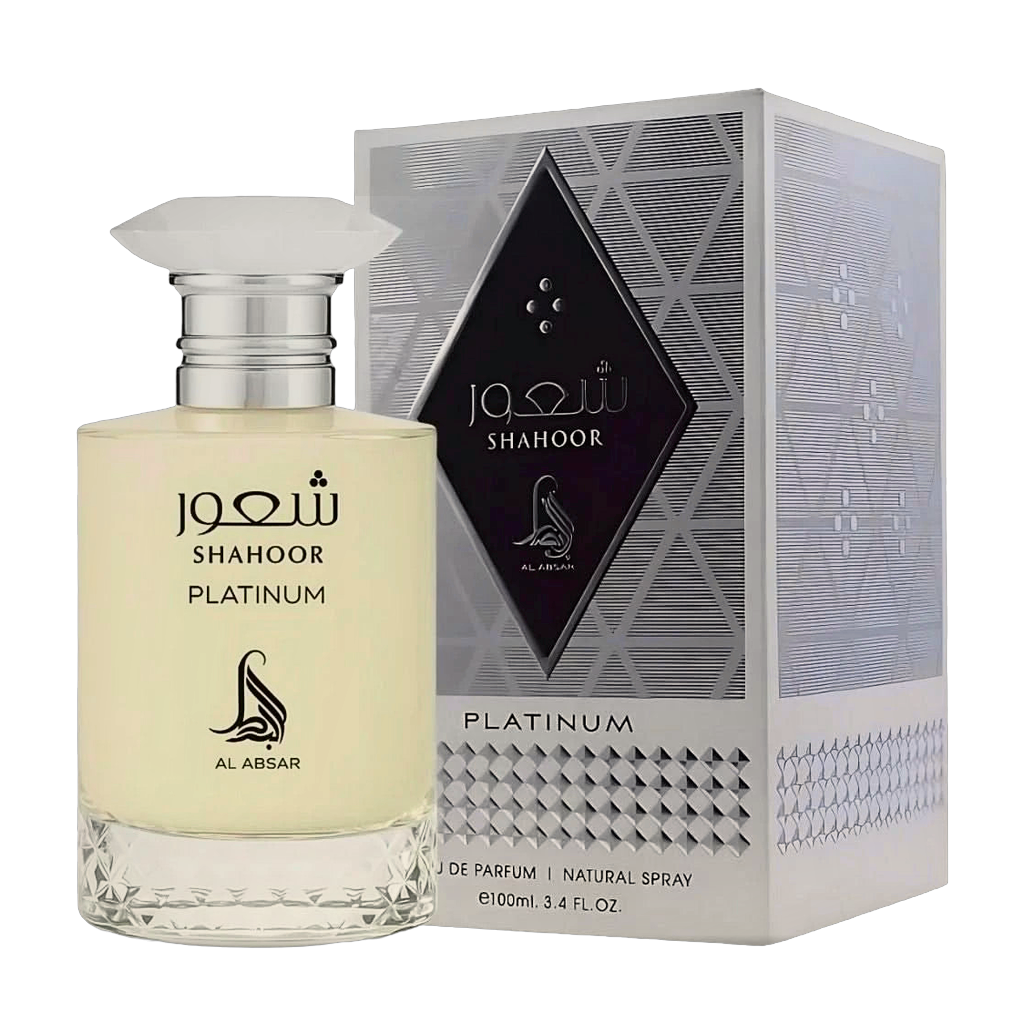 شعور
SHAHOOR
PLATINUM
AL ABSAR
شعور
SHAHOOR
AL ABSAR
PLATINUM
DE PARFUM | NATURAL SPRAY
e100ml. 3.4 FL.OZ.